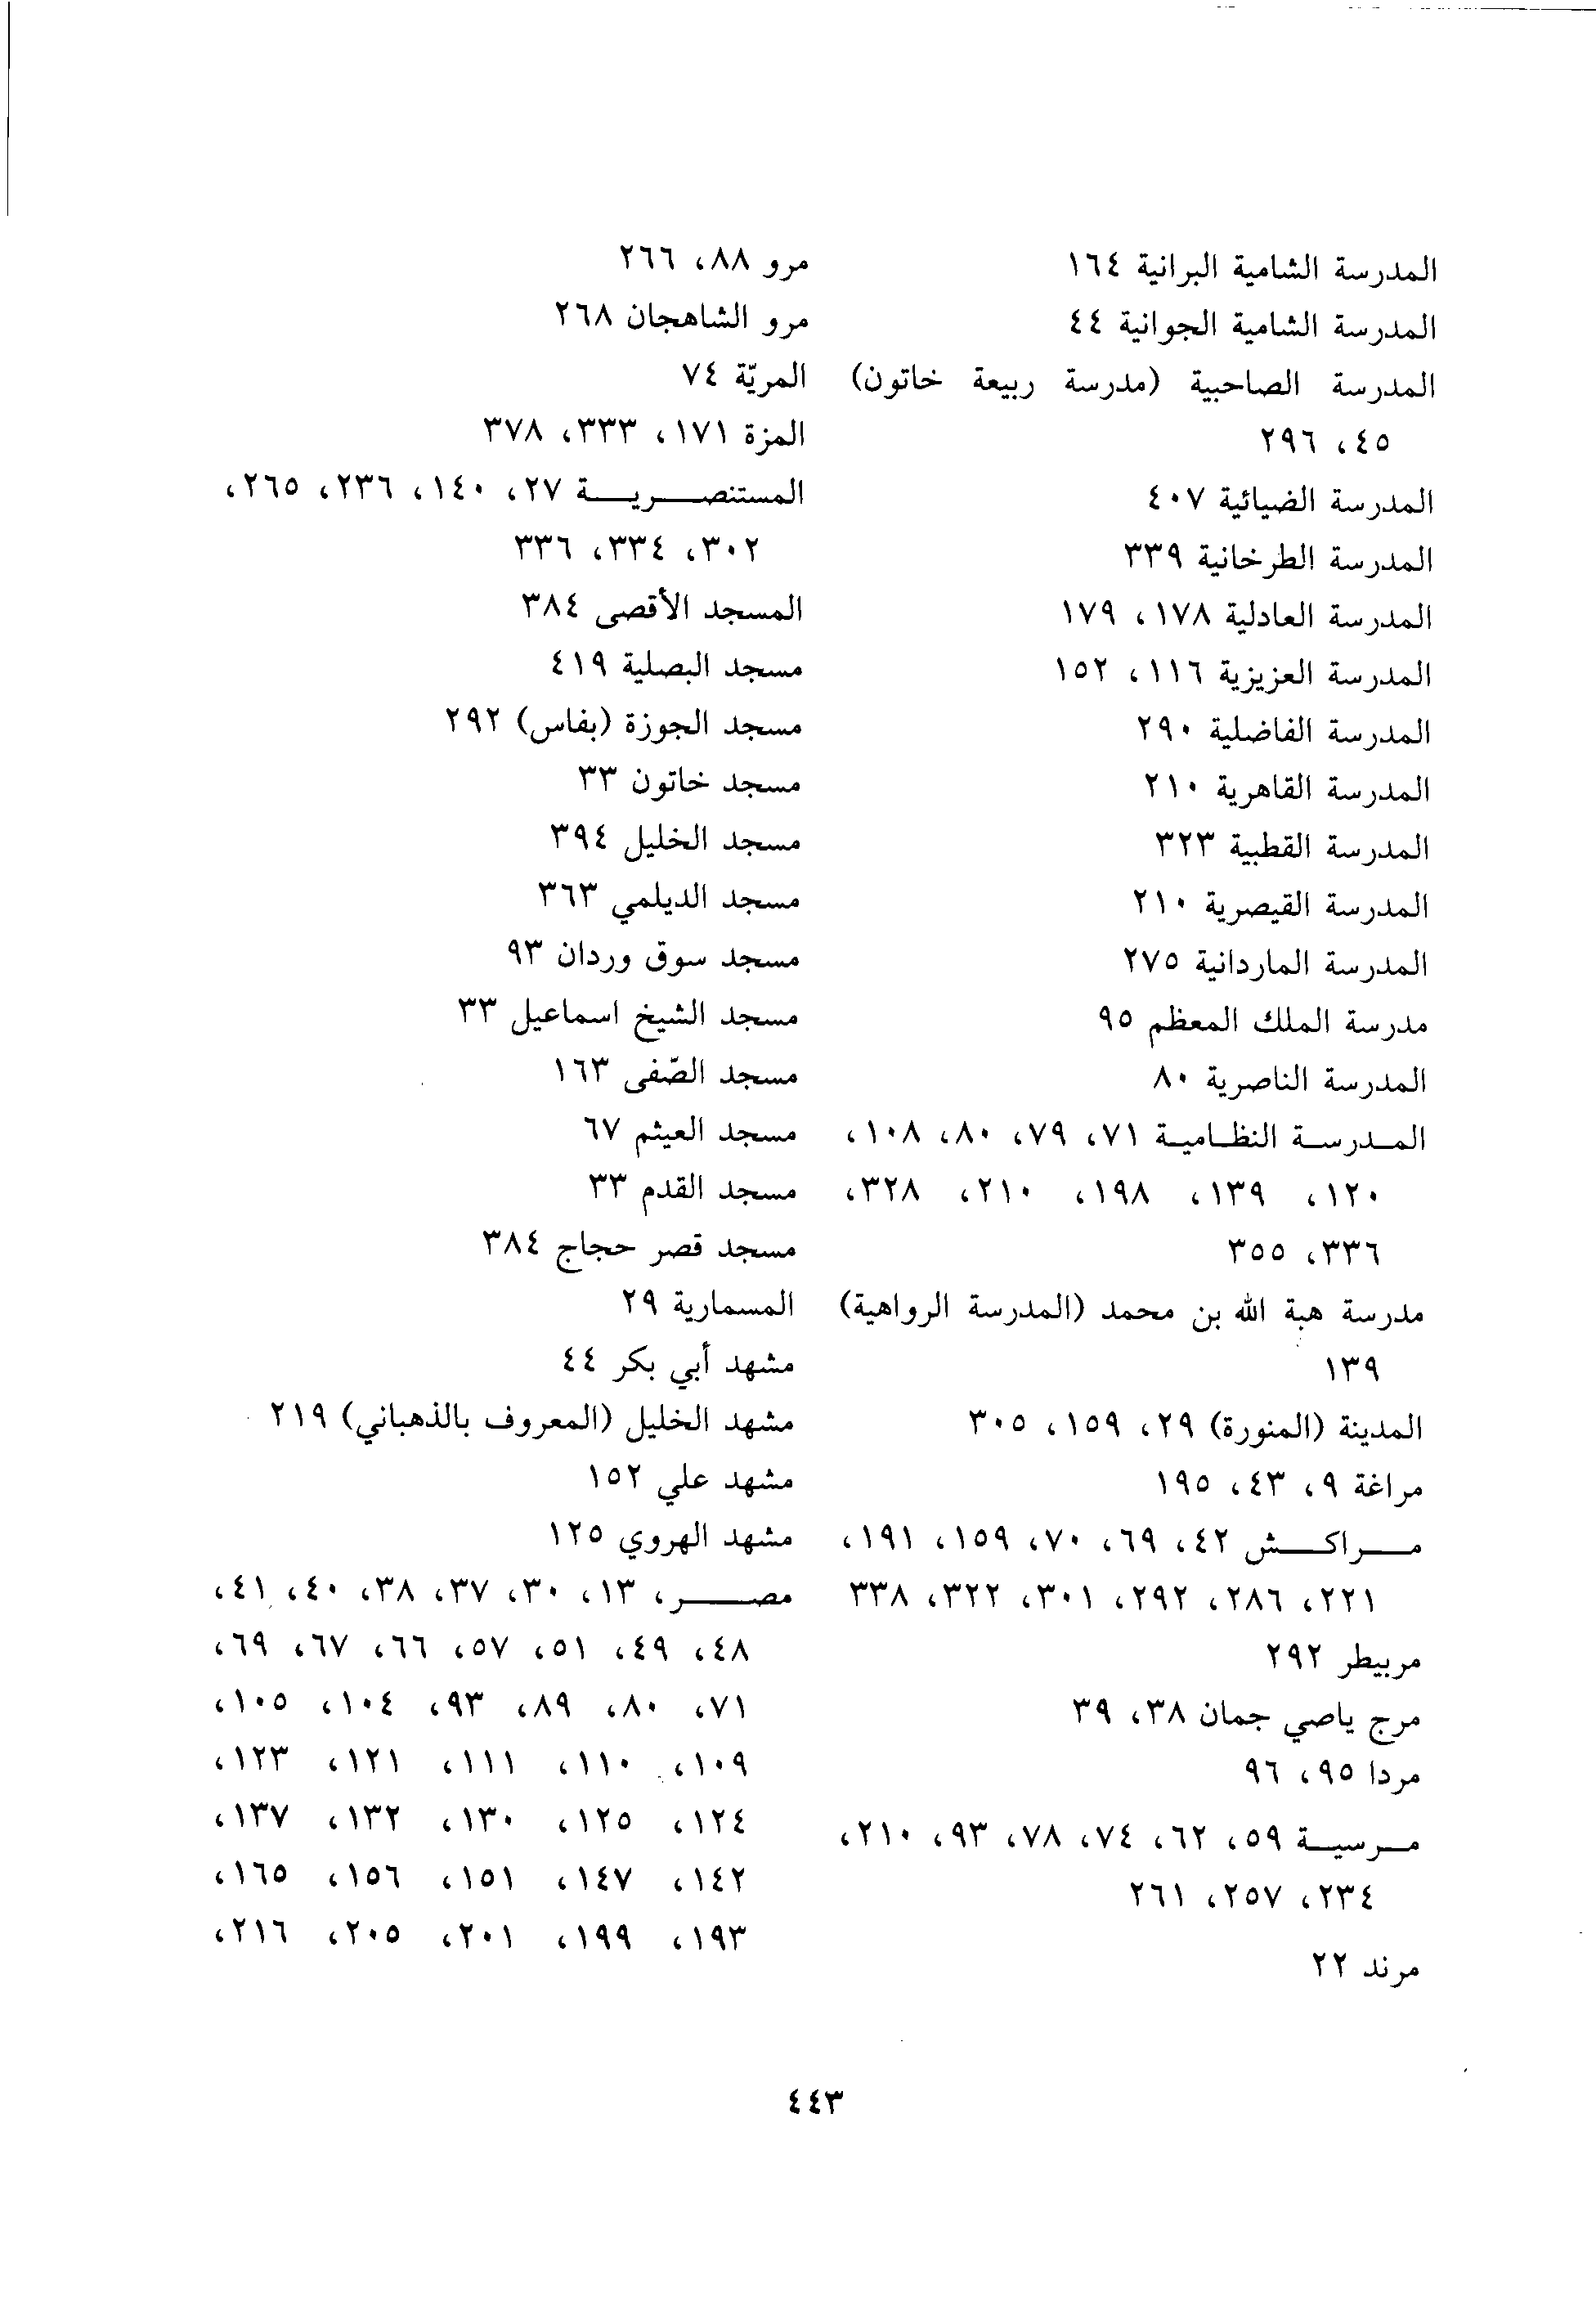 المدرسة الشامية البرانية ١٦٤
المدرسة الشامية الجوانية ٤٤
المدرسة الصاحبية (مدرسة ربيعة خاتون)
٤٥، ٢٩٦
المدرسة الضيائية ٤٠٧
المدرسة الطرخانية ٣٣٩
المدرسة العادلية ١٧٨، ١٧٩
المدرسة العزيزية ١١٦، ١٥٢
المدرسة الفاضلية ٢٩٠
المدرسة القاهرية ٢١٠
المدرسة القطبية ٣٢٣
المدرسة القيصرية ٢١٠
المدرسة الماردانية ٢٧٥
مدرسة الملك المعظم ٩٥
المدرسة الناصرية ٨٠
المدرسة النظامية ٧١، ٧٩، ٨٠، ١٠٨،
١٢٠، ١٣٩، ١٩٨، ٢١٠، ٣٢٨،
٣٣٦، ٣٥٥
مدرسة هبة الله بن محمد (المدرسة الرواهية)
١٣٩
المدينة (المنورة) ٢٩، ١٥٩، ٣٠٥
مراغة ٩، ٤٣، ١٩٥
مراكش ٤٢، ٦٩، ٧٠، ١٥٩، ١٩١،
٢٢١، ٢٨٦، ٢٩٢، ٣٠١، ٣٢٢، ٣٣٨
مربيطر ٢٩٢
مرج ياصي جمان ٣٨، ٣٩
مردا ٩٥، ٩٦
مرسية ٥٩، ٦٢، ٧٤، ٧٨، ٩٣، ٢١٠،
٢٣٤، ٢٥٧، ٢٦١
مرند ٢٢
مرو ٨٨، ٢٦٦
مرو الشاهجان ٢٦٨
المريّة ٧٤
المزة ١٧١، ٣٣٣، ٣٧٨
المستنصرية ٢٧، ١٤٠، ٢٣٦، ٢٦٥،
٣٠٢، ٣٣٤، ٣٣٦
المسجد الأقصى ٣٨٤
مسجد البصلية ٤١٩
مسجد الجوزة (بفاس) ٢٩٢
مسجد خاتون ٣٣
مسجد الخليل ٣٩٤
مسجد الديلمي ٣٦٣
مسجد سوق وردان ٩٣
مسجد الشيخ اسماعيل ٣٣
مسجد الصّفى ١٦٣
مسجد العيثم ٦٧
مسجد القدم ٣٣
مسجد قصر حجاج ٣٨٤
المسمارية ٢٩
مشهد أبي بكر ٤٤
مشهد الخليل (المعروف بالذهباني) ٢١٩
مشهد علي ١٥٢
مشهد الهروي ١٢٥
مصر، ١٣، ٣٠، ٣٧، ٣٨، ٤٠، ٤١،
٤٨، ٤٩، ٥١، ٥٧، ٦٦، ٦٧، ٦٩،
٧١، ٨٠، ٨٩، ٩٣، ١٠٤، ١٠٥،
١٠٩، ١١٠، ١١١، ١٢١، ١٢٣،
١٢٤، ١٢٥، ١٣٠، ١٣٢، ١٣٧،
١٤٢، ١٤٧، ١٥١، ١٥٦، ١٦٥،
١٩٣، ١٩٩، ٢٠١، ٢٠٥، ٢١٦،
٤٤٣